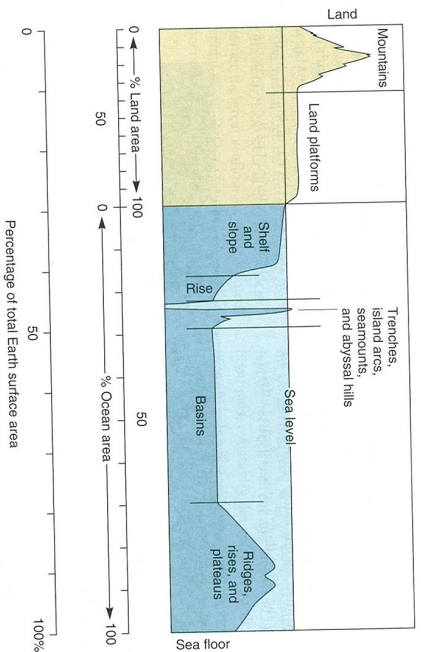 Land
Mountains
Land platforms
Trenches,
island arcs,
seamounts,
and abyssal hills
Sea level
Shelf
and
slope
Rise
Basins
Ridges,
rises, and
plateaus
Sea floor
0
% Land area
50
100
0
% Ocean area
50
100
0
50
100%
Percentage of total Earth surface area